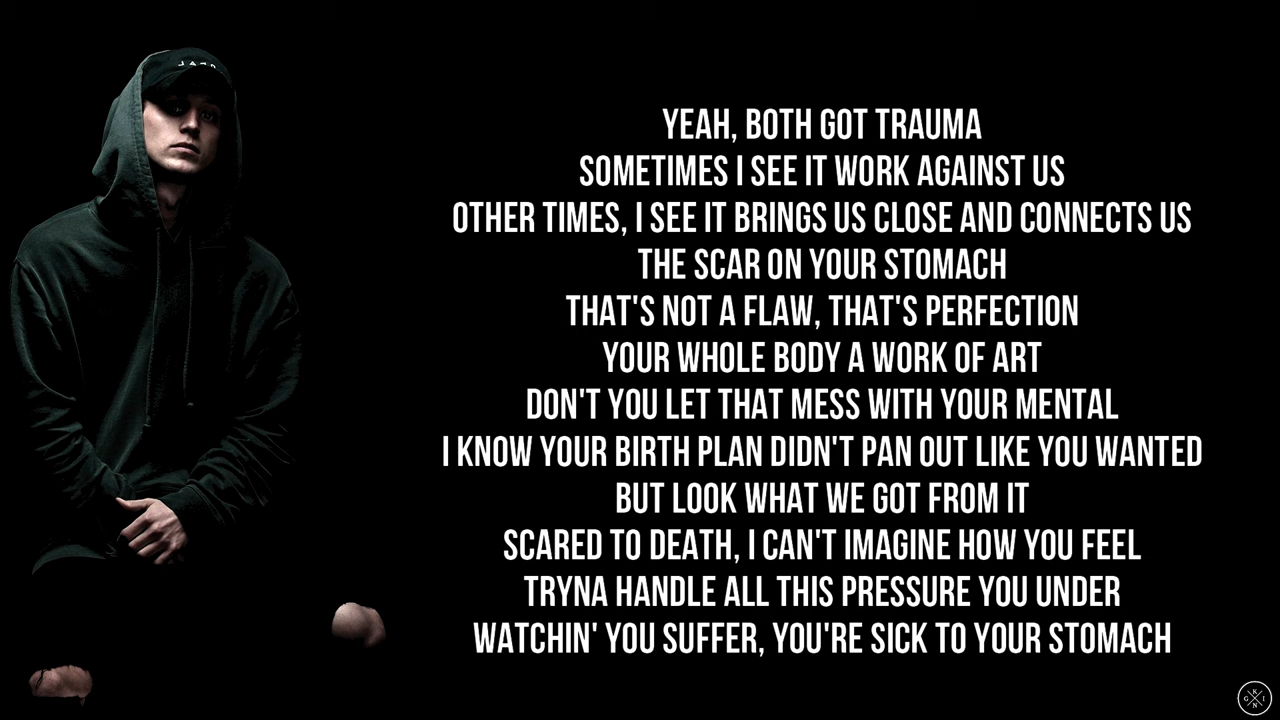 YEAH, BOTH GOT TRAUMA
SOMETIMES I SEE IT WORK AGAINST US
OTHER TIMES, I SEE IT BRINGS US CLOSE AND CONNECTS US
THE SCAR ON YOUR STOMACH
THAT'S NOT A FLAW, THAT'S PERFECTION
YOUR WHOLE BODY A WORK OF ART
DON'T YOU LET THAT MESS WITH YOUR MENTAL
I KNOW YOUR BIRTH PLAN DIDN'T PAN OUT LIKE YOU WANTED
BUT LOOK WHAT WE GOT FROM IT
SCARED TO DEATH, I CAN'T IMAGINE HOW YOU FEEL
TRYNA HANDLE ALL THIS PRESSURE YOU UNDER
WATCHIN' YOU SUFFER, YOU'RE SICK TO YOUR STOMACH
K
G I
N